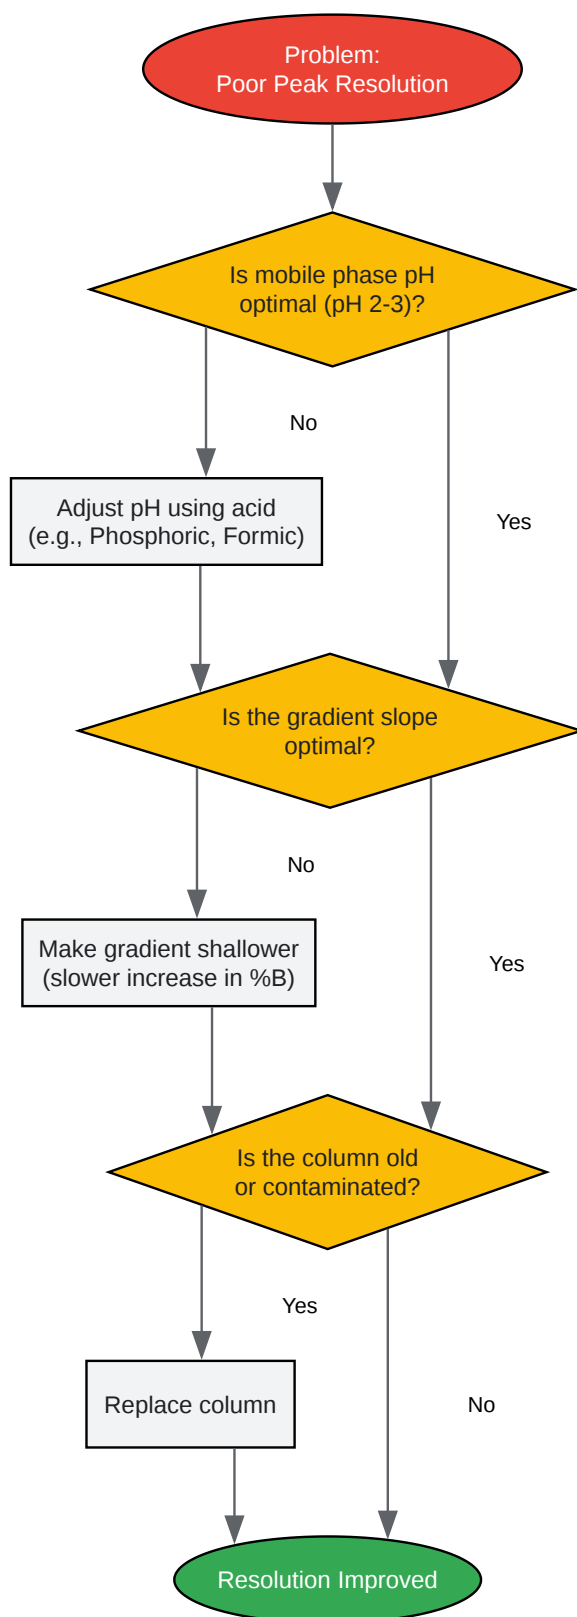 Problem:
Poor Peak Resolution
Is mobile phase pH
optimal (pH 2-3)?
No
Adjust pH using acid
(e.g., Phosphoric, Formic)
Yes
Is the gradient slope
optimal?
No
Make gradient shallower
(slower increase in %B)
Yes
Is the column old
or contaminated?
Yes
Replace column
No
Resolution Improved